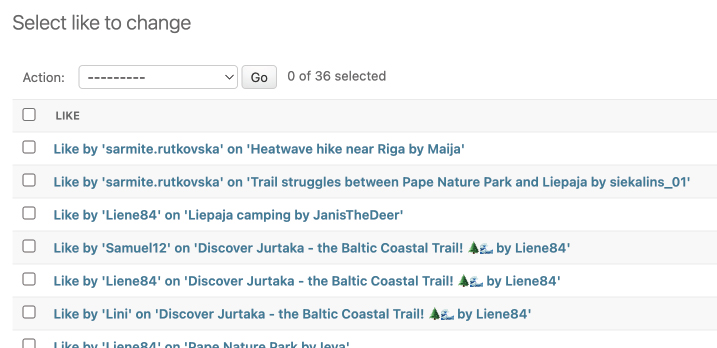 Select like to change
Action: --------- Go 0 of 36 selected
LIKE
Like by 'sarmite.rutkovska' on 'Heatwave hike near Riga by Maija'
Like by 'sarmite.rutkovska' on 'Trail struggles between Pape Nature Park and Liepaja by siekalins_01'
Like by 'Liene84' on 'Liepaja camping by JanisTheDeer'
Like by 'Samuel12' on 'Discover Jurtaka - the Baltic Coastal Trail! 🌲🌊 by Liene84'
Like by 'Liene84' on 'Discover Jurtaka - the Baltic Coastal Trail! 🌲🌊 by Liene84'
Like by 'Lini' on 'Discover Jurtaka - the Baltic Coastal Trail! 🌲🌊 by Liene84'
Like by 'Liene84' on 'Pape Nature Park by Ieva'